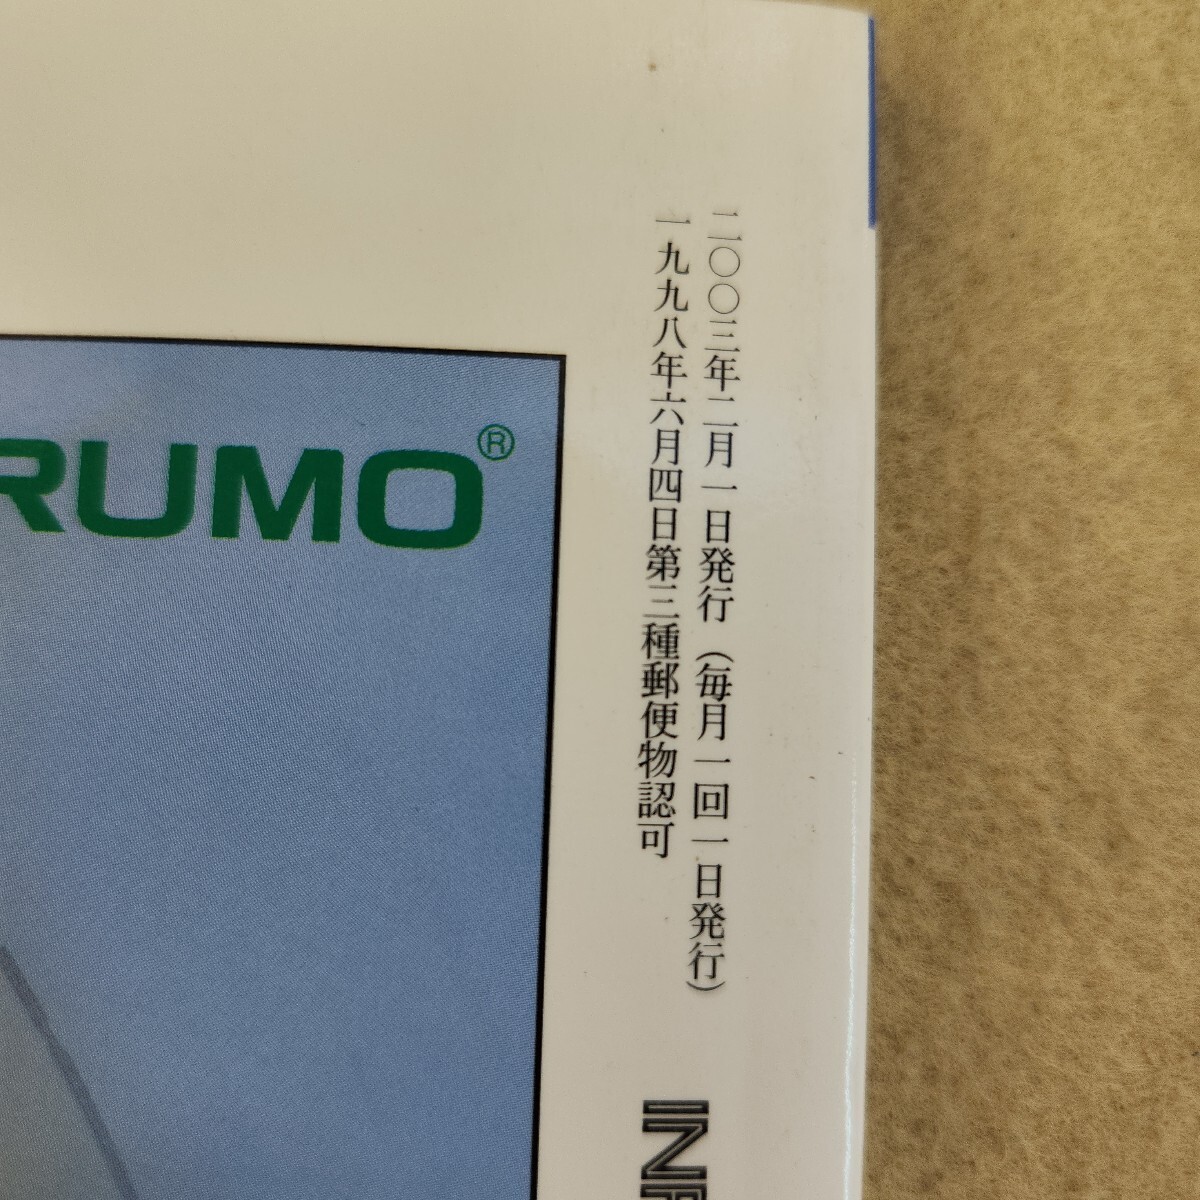 二〇〇三年二月一日発行（毎月一回一日発行）
一九九八年六月四日第三種郵便物認可
RUMO®
INF